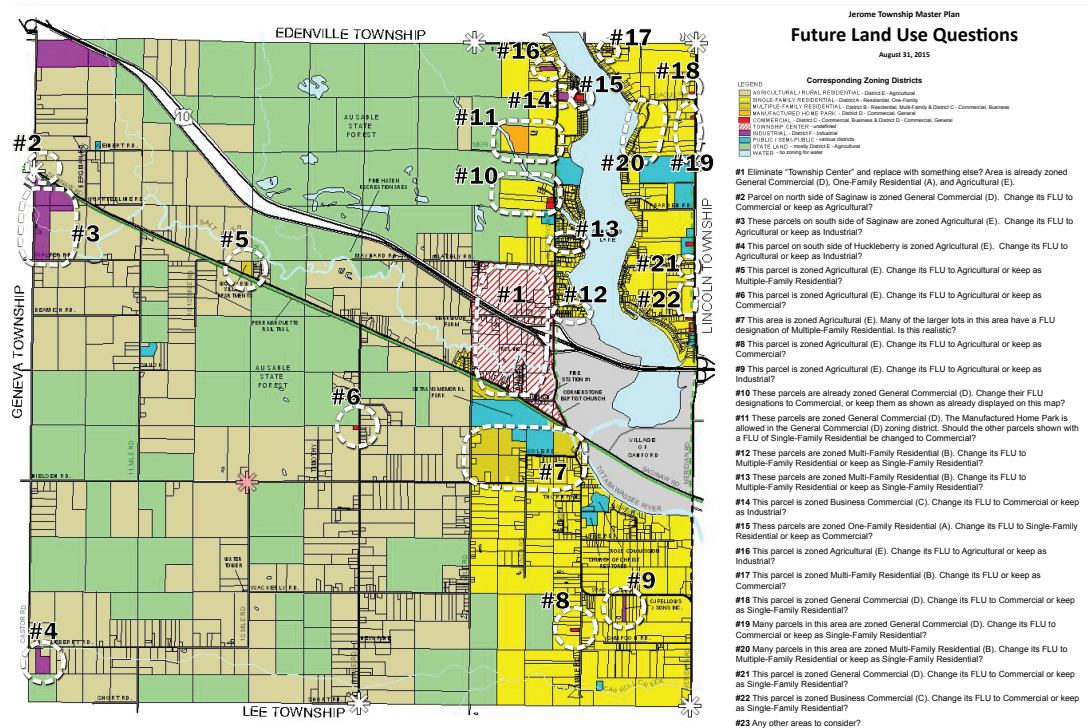 Jerome Township Master Plan
Future Land Use Questions
August 31, 2015
LEGEND
Corresponding Zoning Districts
AGRICULTURAL / RURAL RESIDENTIAL - District E - Agricultural
SINGLE-FAMILY RESIDENTIAL - District A - Residential, One-Family
MULTIPLE-FAMILY RESIDENTIAL - District B - Residential, Multi-Family & District C - Commercial, Business
MANUFACTURED HOME PARK - District D - Commercial, General
COMMERCIAL - District C - Commercial, Business & District D - Commercial, General
TOWNSHIP CENTER - undefined
INDUSTRIAL - District F - Industrial
PUBLIC / SEMI-PUBLIC - various districts
STATE LAND - mostly District E - Agricultural
WATER - no zoning for water
#1 Eliminate "Township Center" and replace with something else? Area is already zoned
General Commercial (D), One-Family Residential (A), and Agricultural (E).
#2 Parcel on north side of Saginaw is zoned General Commercial (D). Change its FLU to
Commercial or keep as Agricultural?
#3 These parcels on south side of Saginaw are zoned Agricultural (E). Change its FLU to
Agricultural or keep as Industrial?
#4 This parcel on south side of Huckleberry is zoned Agricultural (E). Change its FLU to
Agricultural or keep as Industrial?
#5 This parcel is zoned Agricultural (E). Change its FLU to Agricultural or keep as
Multiple-Family Residential?
#6 This parcel is zoned Agricultural (E). Change its FLU to Agricultural or keep as
Commercial?
#7 This area is zoned Agricultural (E). Many of the larger lots in this area have a FLU
designation of Multiple-Family Residential. Is this realistic?
#8 This parcel is zoned Agricultural (E). Change its FLU to Agricultural or keep as
Commercial?
#9 This parcel is zoned Agricultural (E). Change its FLU to Agricultural or keep as
Industrial?
#10 These parcels are already zoned General Commercial (D). Change their FLU
designations to Commercial, or keep them as shown as already displayed on this map?
#11 These parcels are zoned General Commercial (D). The Manufactured Home Park is
allowed in the General Commercial (D) zoning district. Should the other parcels shown with
a FLU of Single-Family Residential be changed to Commercial?
#12 These parcels are zoned Multi-Family Residential (B). Change its FLU to
Multiple-Family Residential or keep as Single-Family Residential?
#13 These parcels are zoned Multi-Family Residential (B). Change its FLU to
Multiple-Family Residential or keep as Single-Family Residential?
#14 This parcel is zoned Business Commercial (C). Change its FLU to Commercial or keep
as Industrial?
#15 These parcels are zoned One-Family Residential (A). Change its FLU to Single-Family
Residential or keep as Commercial?
#16 This parcel is zoned Agricultural (E). Change its FLU to Agricultural or keep as
Industrial?
#17 This parcel is zoned Multi-Family Residential (B). Change its FLU or keep as
Commercial?
#18 This parcel is zoned General Commercial (D). Change its FLU to Commercial or keep
as Single-Family Residential?
#19 Many parcels in this area are zoned General Commercial (D). Change its FLU to
Commercial or keep as Single-Family Residential?
#20 Many parcels in this area are zoned Multi-Family Residential (B). Change its FLU to
Multiple-Family Residential or keep as Single-Family Residential?
#21 This parcel is zoned General Commercial (D). Change its FLU to Commercial or keep
as Single-Family Residential?
#22 This parcel is zoned Business Commercial (C). Change its FLU to Commercial or keep
as Single-Family Residential?
#23 Any other areas to consider?
EDENVILLE TOWNSHIP
GENEVA TOWNSHIP
LINCOLN TOWNSHIP
LEE TOWNSHIP
#16
#17
#18
#15
#14
#11
#2
#20
#19
#10
#3
#5
#13
#21
#1
#12
#22
#6
#7
#9
#8
#4
10
AUSABLE
STATE
FOREST
PINE HAVEN
RECREATION AREA
LAKE
PERE MARQUETTE
RAIL TRAIL
AUSABLE
STATE
FOREST
FIRE
STATION #1
CORNERSTONE
BAPTIST CHURCH
VILLAGE
OF
SANFORD
SAGINAW RD
TITTABAWASSEE RIVER
11 MILE RD
10 MILE RD
CASTOR RD
WATER
TOWER
WACKERLY RD.
CHURCH OF CHRIST
SHORT RD.
SHORT RD.